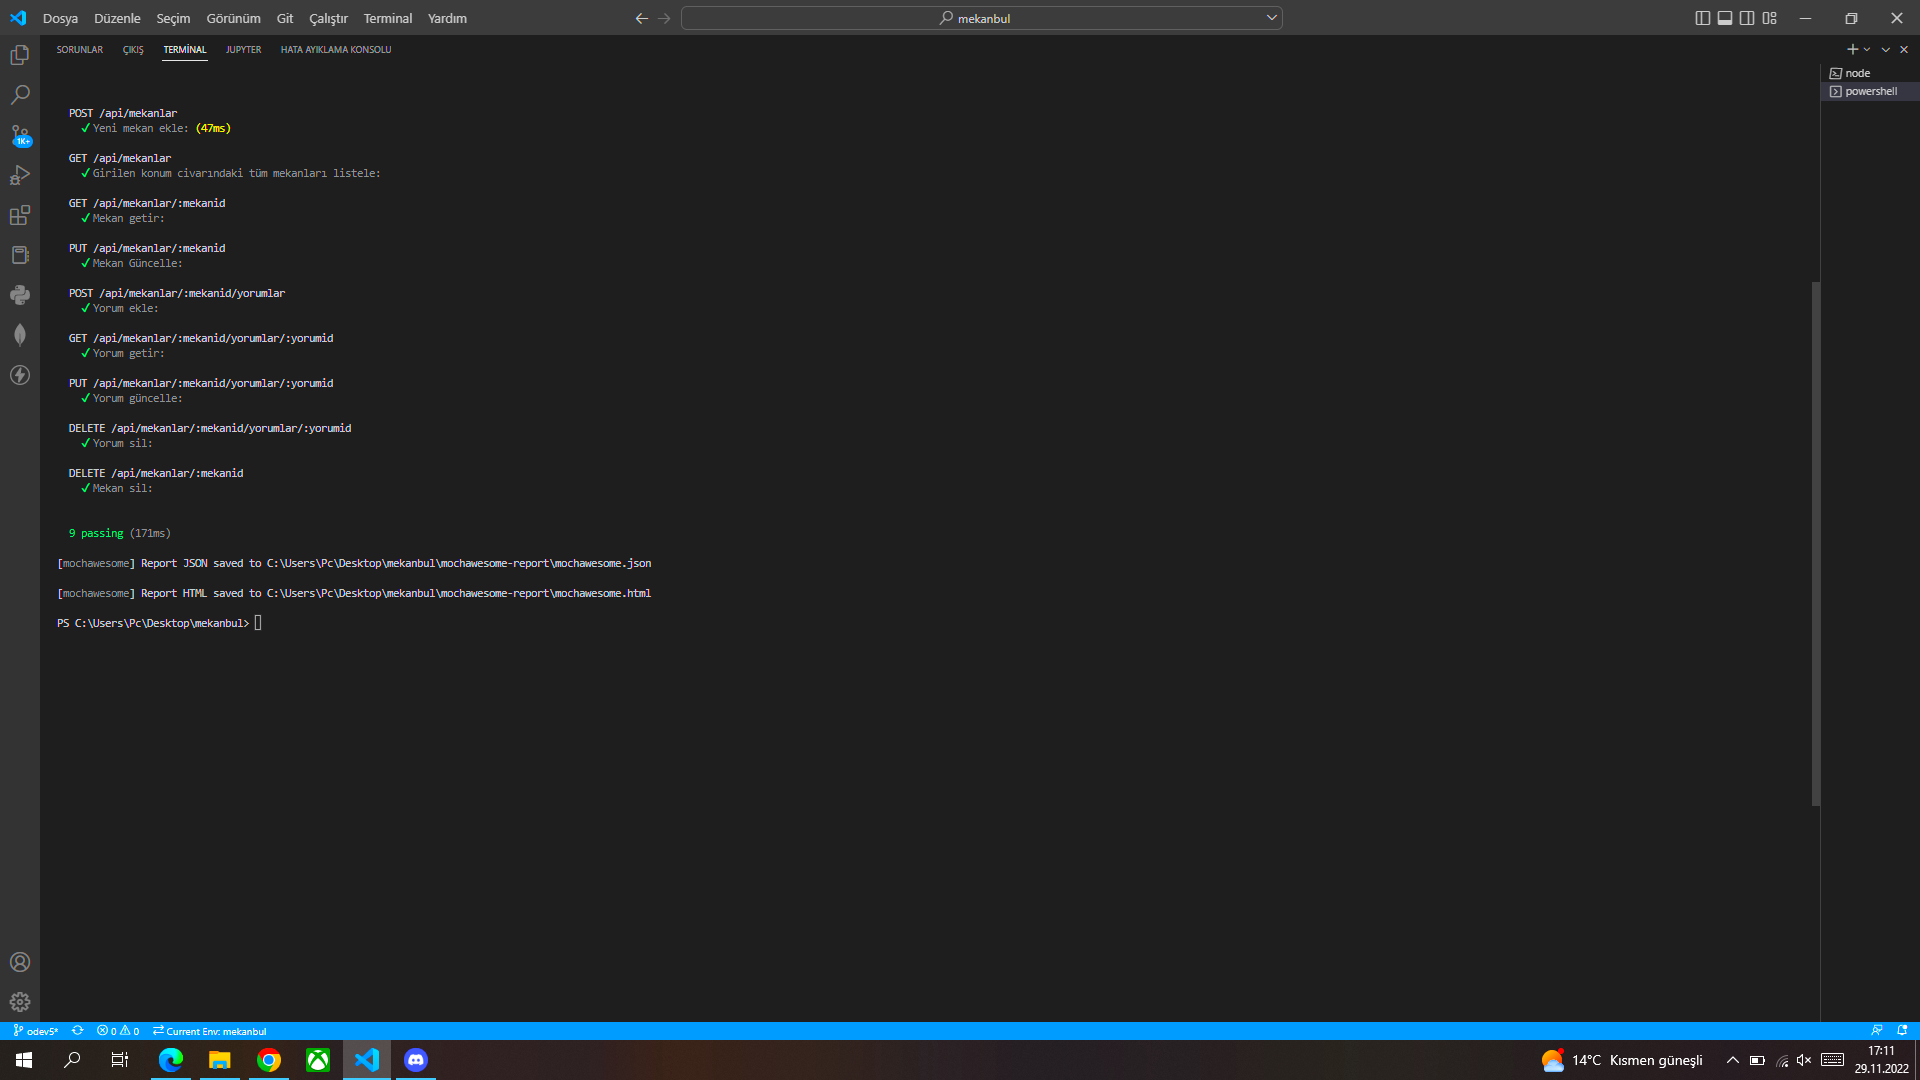 Dosya Düzenle Seçim Görünüm Git Çalıştır Terminal Yardım
mekanbul
SORUNLAR ÇIKIŞ TERMİNAL JUPYTER HATA AYIKLAMA KONSOLU
node
powershell
1K+
POST /api/mekanlar
✓ Yeni mekan ekle: (47ms)
GET /api/mekanlar
✓ Girilen konum civarındaki tüm mekanları listele:
GET /api/mekanlar/:mekanid
✓ Mekan getir:
PUT /api/mekanlar/:mekanid
✓ Mekan Güncelle:
POST /api/mekanlar/:mekanid/yorumlar
✓ Yorum ekle:
GET /api/mekanlar/:mekanid/yorumlar/:yorumid
✓ Yorum getir:
PUT /api/mekanlar/:mekanid/yorumlar/:yorumid
✓ Yorum güncelle:
DELETE /api/mekanlar/:mekanid/yorumlar/:yorumid
✓ Yorum sil:
DELETE /api/mekanlar/:mekanid
✓ Mekan sil:
9 passing (171ms)
[mochawesome] Report JSON saved to C:\Users\Pc\Desktop\mekanbul\mochawesome-report\mochawesome.json
[mochawesome] Report HTML saved to C:\Users\Pc\Desktop\mekanbul\mochawesome-report\mochawesome.html
PS C:\Users\Pc\Desktop\mekanbul>
odev5* 0 0 Current Env: mekanbul
14°C Kısmen güneşli
17:11
29.11.2022